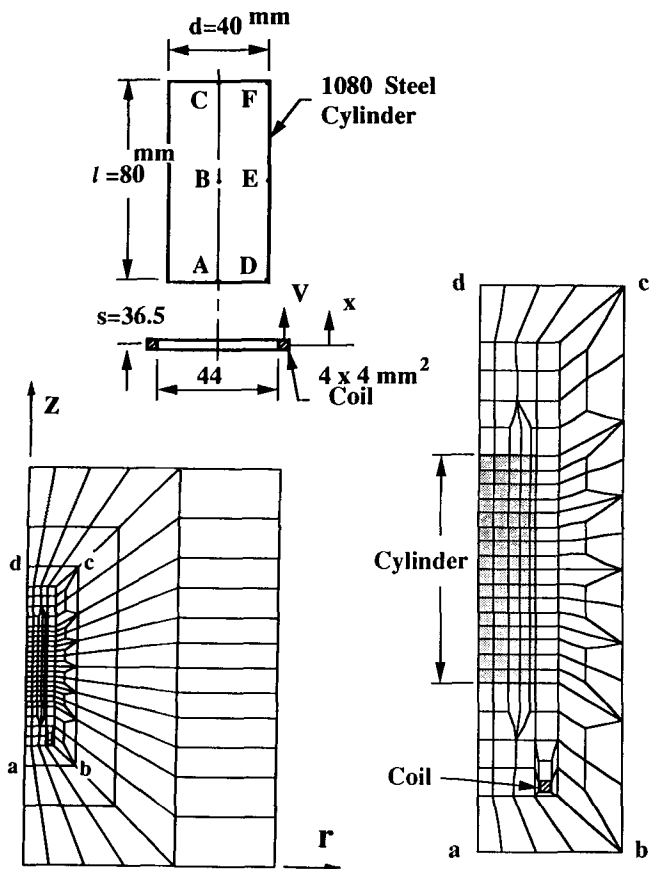 d=40 mm
1080 Steel
Cylinder
C F
mm
l=80
B E
A D
V
x
s=36.5
44
4 x 4 mm²
Coil
z
d c
a b
r
d c
Cylinder
Coil
a b